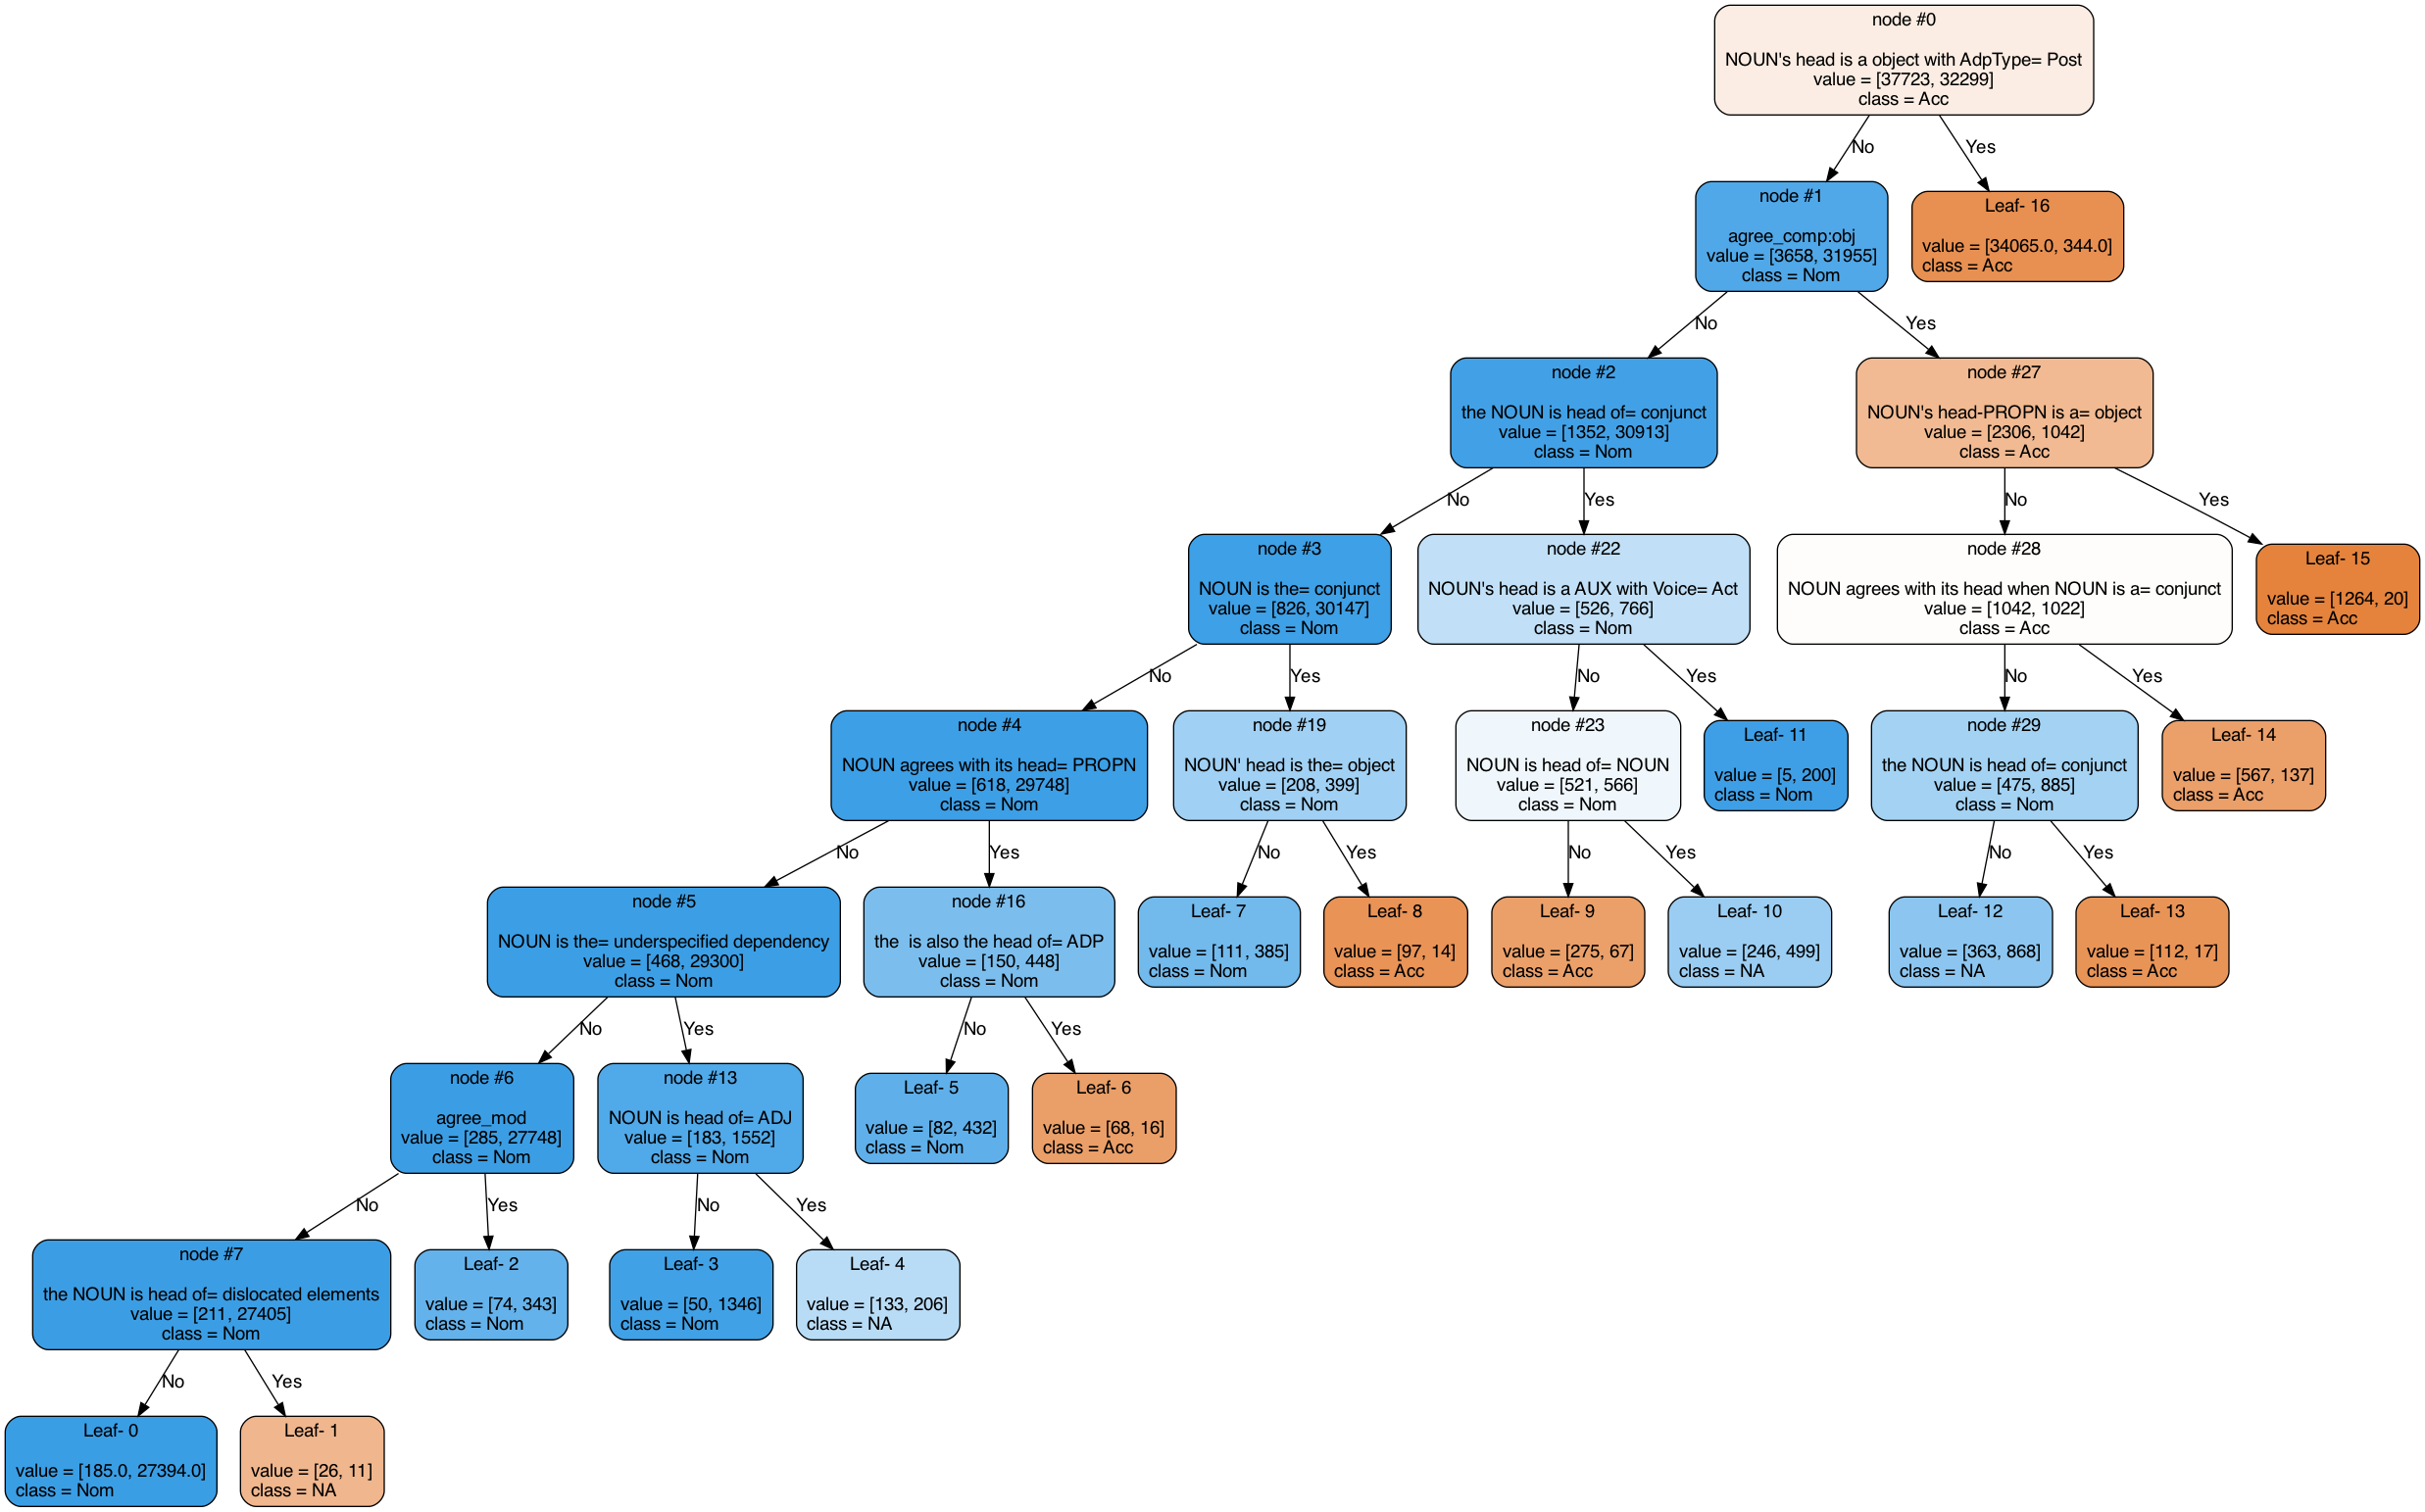 node #0
NOUN's head is a object with AdpType= Post
value = [37723, 32299]
class = Acc
No
Yes
node #1
agree_comp:obj
value = [3658, 31955]
class = Nom
Leaf- 16
value = [34065.0, 344.0]
class = Acc
No
Yes
node #2
the NOUN is head of= conjunct
value = [1352, 30913]
class = Nom
node #27
NOUN's head-PROPN is a= object
value = [2306, 1042]
class = Acc
No
Yes
No
Yes
node #3
NOUN is the= conjunct
value = [826, 30147]
class = Nom
node #22
NOUN's head is a AUX with Voice= Act
value = [526, 766]
class = Nom
node #28
NOUN agrees with its head when NOUN is a= conjunct
value = [1042, 1022]
class = Acc
Leaf- 15
value = [1264, 20]
class = Acc
No
Yes
No
Yes
No
Yes
node #4
NOUN agrees with its head= PROPN
value = [618, 29748]
class = Nom
node #19
NOUN' head is the= object
value = [208, 399]
class = Nom
node #23
NOUN is head of= NOUN
value = [521, 566]
class = Nom
Leaf- 11
value = [5, 200]
class = Nom
node #29
the NOUN is head of= conjunct
value = [475, 885]
class = Nom
Leaf- 14
value = [567, 137]
class = Acc
No
Yes
No
Yes
No
Yes
No
Yes
node #5
NOUN is the= underspecified dependency
value = [468, 29300]
class = Nom
node #16
the  is also the head of= ADP
value = [150, 448]
class = Nom
Leaf- 7
value = [111, 385]
class = Nom
Leaf- 8
value = [97, 14]
class = Acc
Leaf- 9
value = [275, 67]
class = Acc
Leaf- 10
value = [246, 499]
class = NA
Leaf- 12
value = [363, 868]
class = NA
Leaf- 13
value = [112, 17]
class = Acc
No
Yes
No
Yes
node #6
agree_mod
value = [285, 27748]
class = Nom
node #13
NOUN is head of= ADJ
value = [183, 1552]
class = Nom
Leaf- 5
value = [82, 432]
class = Nom
Leaf- 6
value = [68, 16]
class = Acc
No
Yes
No
Yes
node #7
the NOUN is head of= dislocated elements
value = [211, 27405]
class = Nom
Leaf- 2
value = [74, 343]
class = Nom
Leaf- 3
value = [50, 1346]
class = Nom
Leaf- 4
value = [133, 206]
class = NA
No
Yes
Leaf- 0
value = [185.0, 27394.0]
class = Nom
Leaf- 1
value = [26, 11]
class = NA